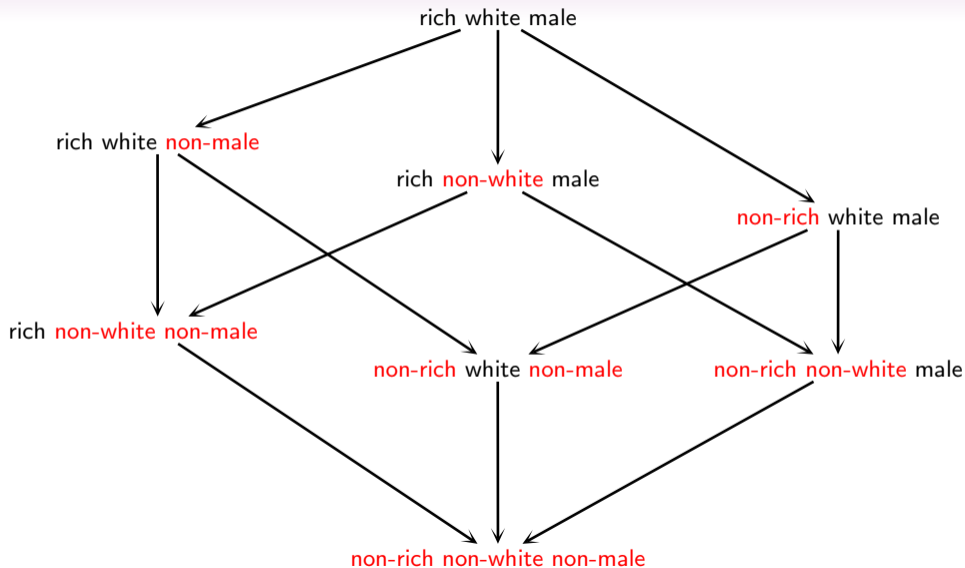 rich white male
rich white non-male
rich non-white male
non-rich white male
rich non-white non-male
non-rich white non-male
non-rich non-white male
non-rich non-white non-male